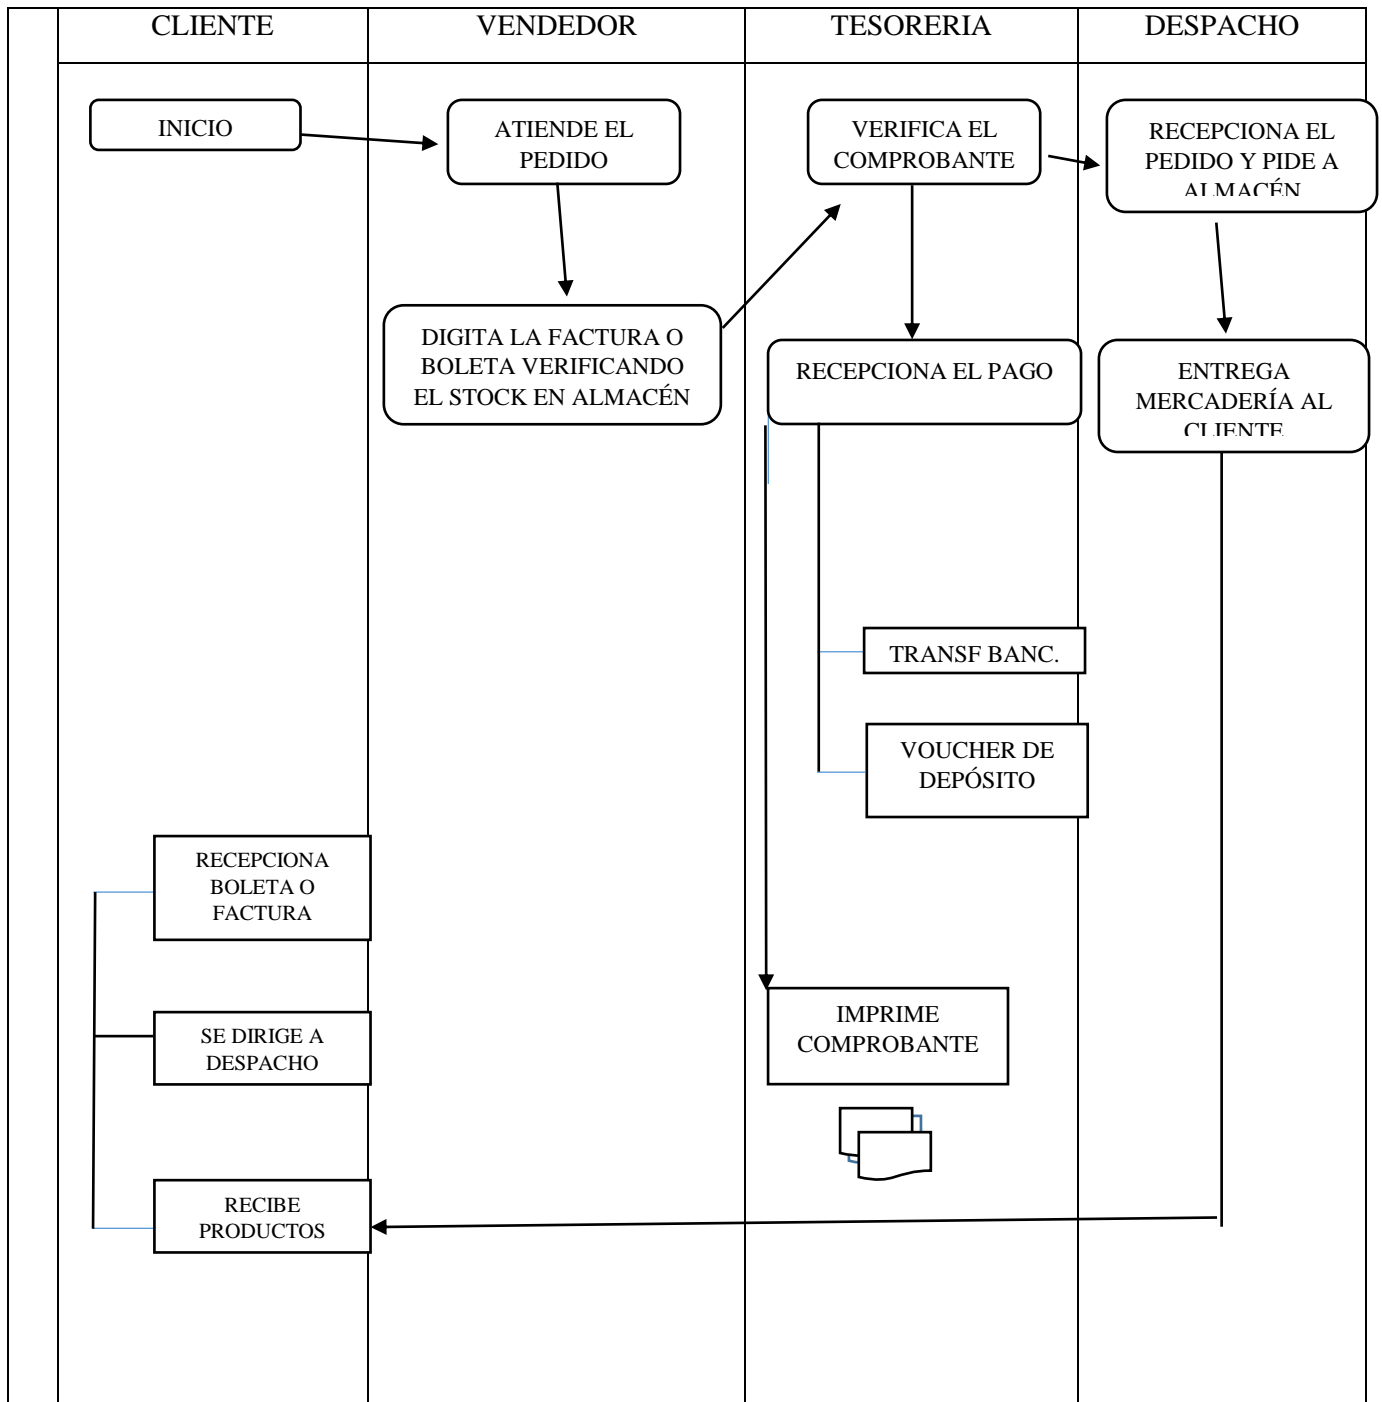 CLIENTE
VENDEDOR
TESORERIA
DESPACHO
INICIO
ATIENDE EL
PEDIDO
VERIFICA EL
COMPROBANTE
RECEPCIONA EL
PEDIDO Y PIDE A
ALMACÉN
DIGITA LA FACTURA O
BOLETA VERIFICANDO
EL STOCK EN ALMACÉN
RECEPCIONA EL PAGO
ENTREGA
MERCADERÍA AL
CLIENTE
TRANSF BANC.
VOUCHER DE
DEPÓSITO
RECEPCIONA
BOLETA O
FACTURA
SE DIRIGE A
DESPACHO
IMPRIME
COMPROBANTE
RECIBE
PRODUCTOS